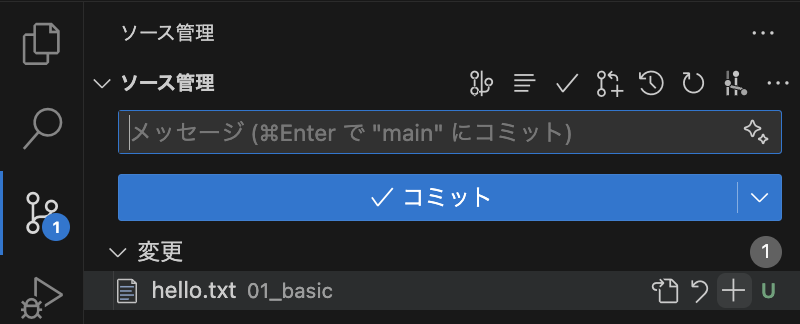 ソース管理
ソース管理
メッセージ (⌘Enter で "main" にコミット)
コミット
1
変更 1
hello.txt 01_basic U